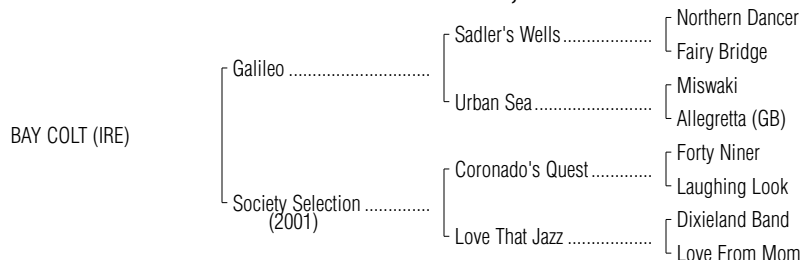 Northern Dancer
Sadler's Wells
Fairy Bridge
Galileo
Miswaki
Urban Sea
Allegretta (GB)
BAY COLT (IRE)
Forty Niner
Coronado's Quest
Laughing Look
Society Selection
(2001)
Dixieland Band
Love That Jazz
Love From Mom